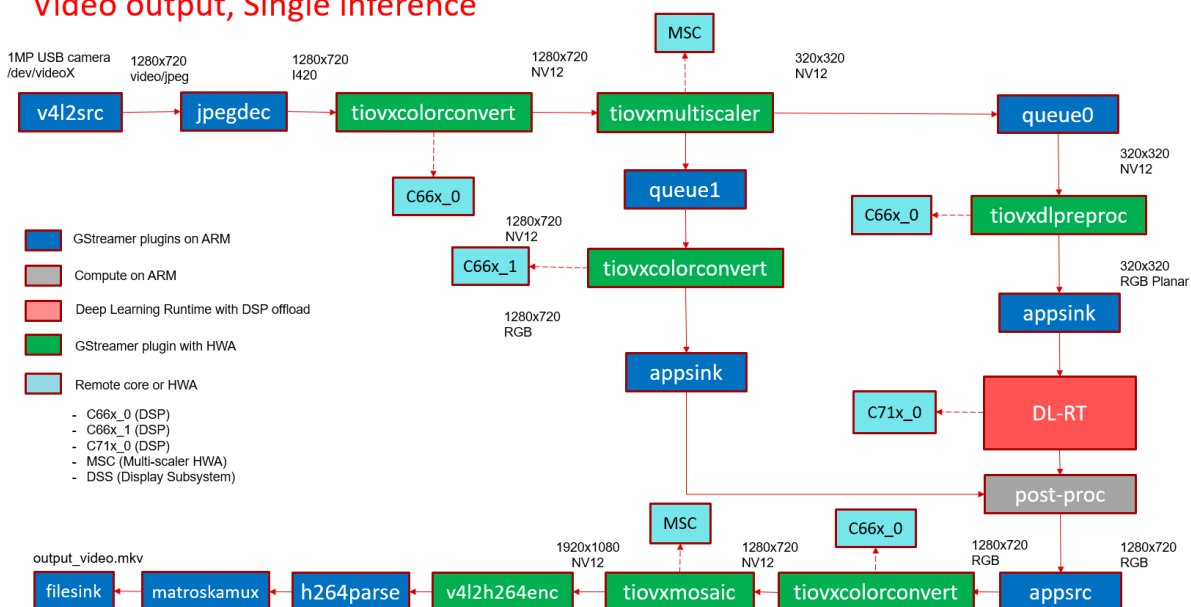 Video output, Single Inference
MSC
1MP USB camera
/dev/videoX
1280x720
video/jpeg
1280x720
I420
1280x720
NV12
320x320
NV12
v4l2src
jpegdec
tiovxcolorconvert
tiovxmultiscaler
queue0
320x320
NV12
C66x_0
queue1
C66x_0
tiovxdlpreproc
1280x720
NV12
C66x_1
tiovxcolorconvert
320x320
RGB Planar
1280x720
RGB
appsink
appsink
GStreamer plugins on ARM
Compute on ARM
Deep Learning Runtime with DSP offload
GStreamer plugin with HWA
Remote core or HWA
- C66x_0 (DSP)
- C66x_1 (DSP)
- C71x_0 (DSP)
- MSC (Multi-scaler HWA)
- DSS (Display Subsystem)
C71x_0
DL-RT
post-proc
MSC
C66x_0
output_video.mkv
1920x1080
NV12
1280x720
NV12
1280x720
RGB
1280x720
RGB
filesink
matroskamux
h264parse
v4l2h264enc
tiovxmosaic
tiovxcolorconvert
appsrc